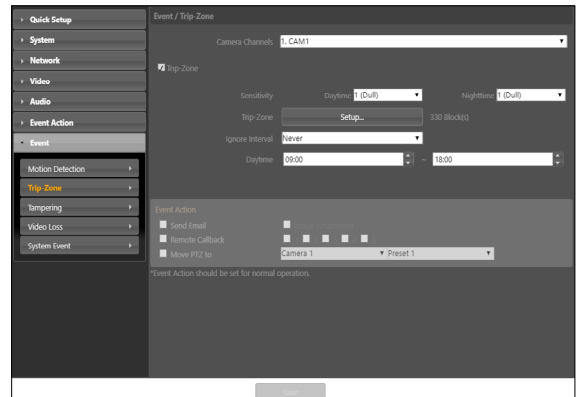 Quick Setup
System
Network
Video
Audio
Event Action
Event
Motion Detection
Trip-Zone
Tampering
Video Loss
System Event
Event / Trip-Zone
Camera Channels 1. CAM1
Trip-Zone
Sensitivity Daytime 1 (Dull) Nighttime 1 (Dull)
Trip-Zone Setup... 330 Block(s)
Ignore Interval Never
Daytime 09:00 ~ 18:00
Event Action
Send Email
Remote Callback
Move PTZ to Camera 1 Preset 1
*Event Action should be set for normal operation.
Save